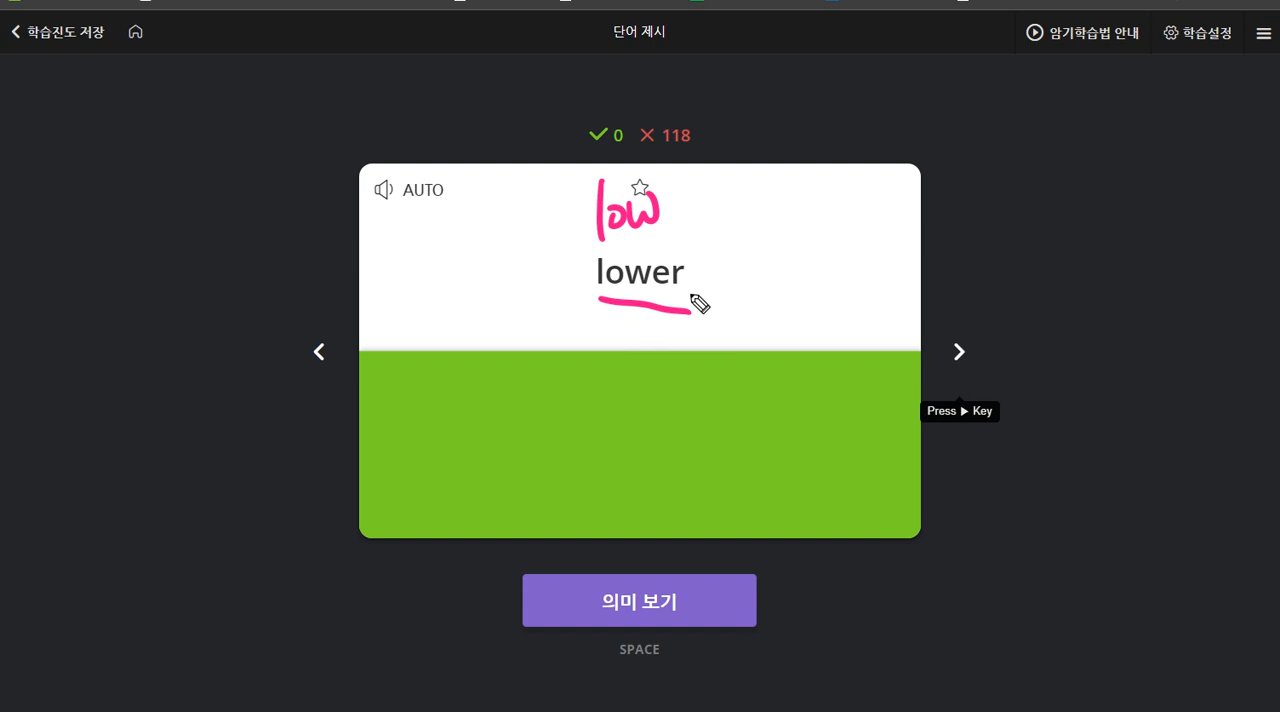 학습진도 저장
단어 제시
암기학습법 안내
학습설정
0 118
AUTO
low
lower
Press ▶ Key
의미 보기
SPACE